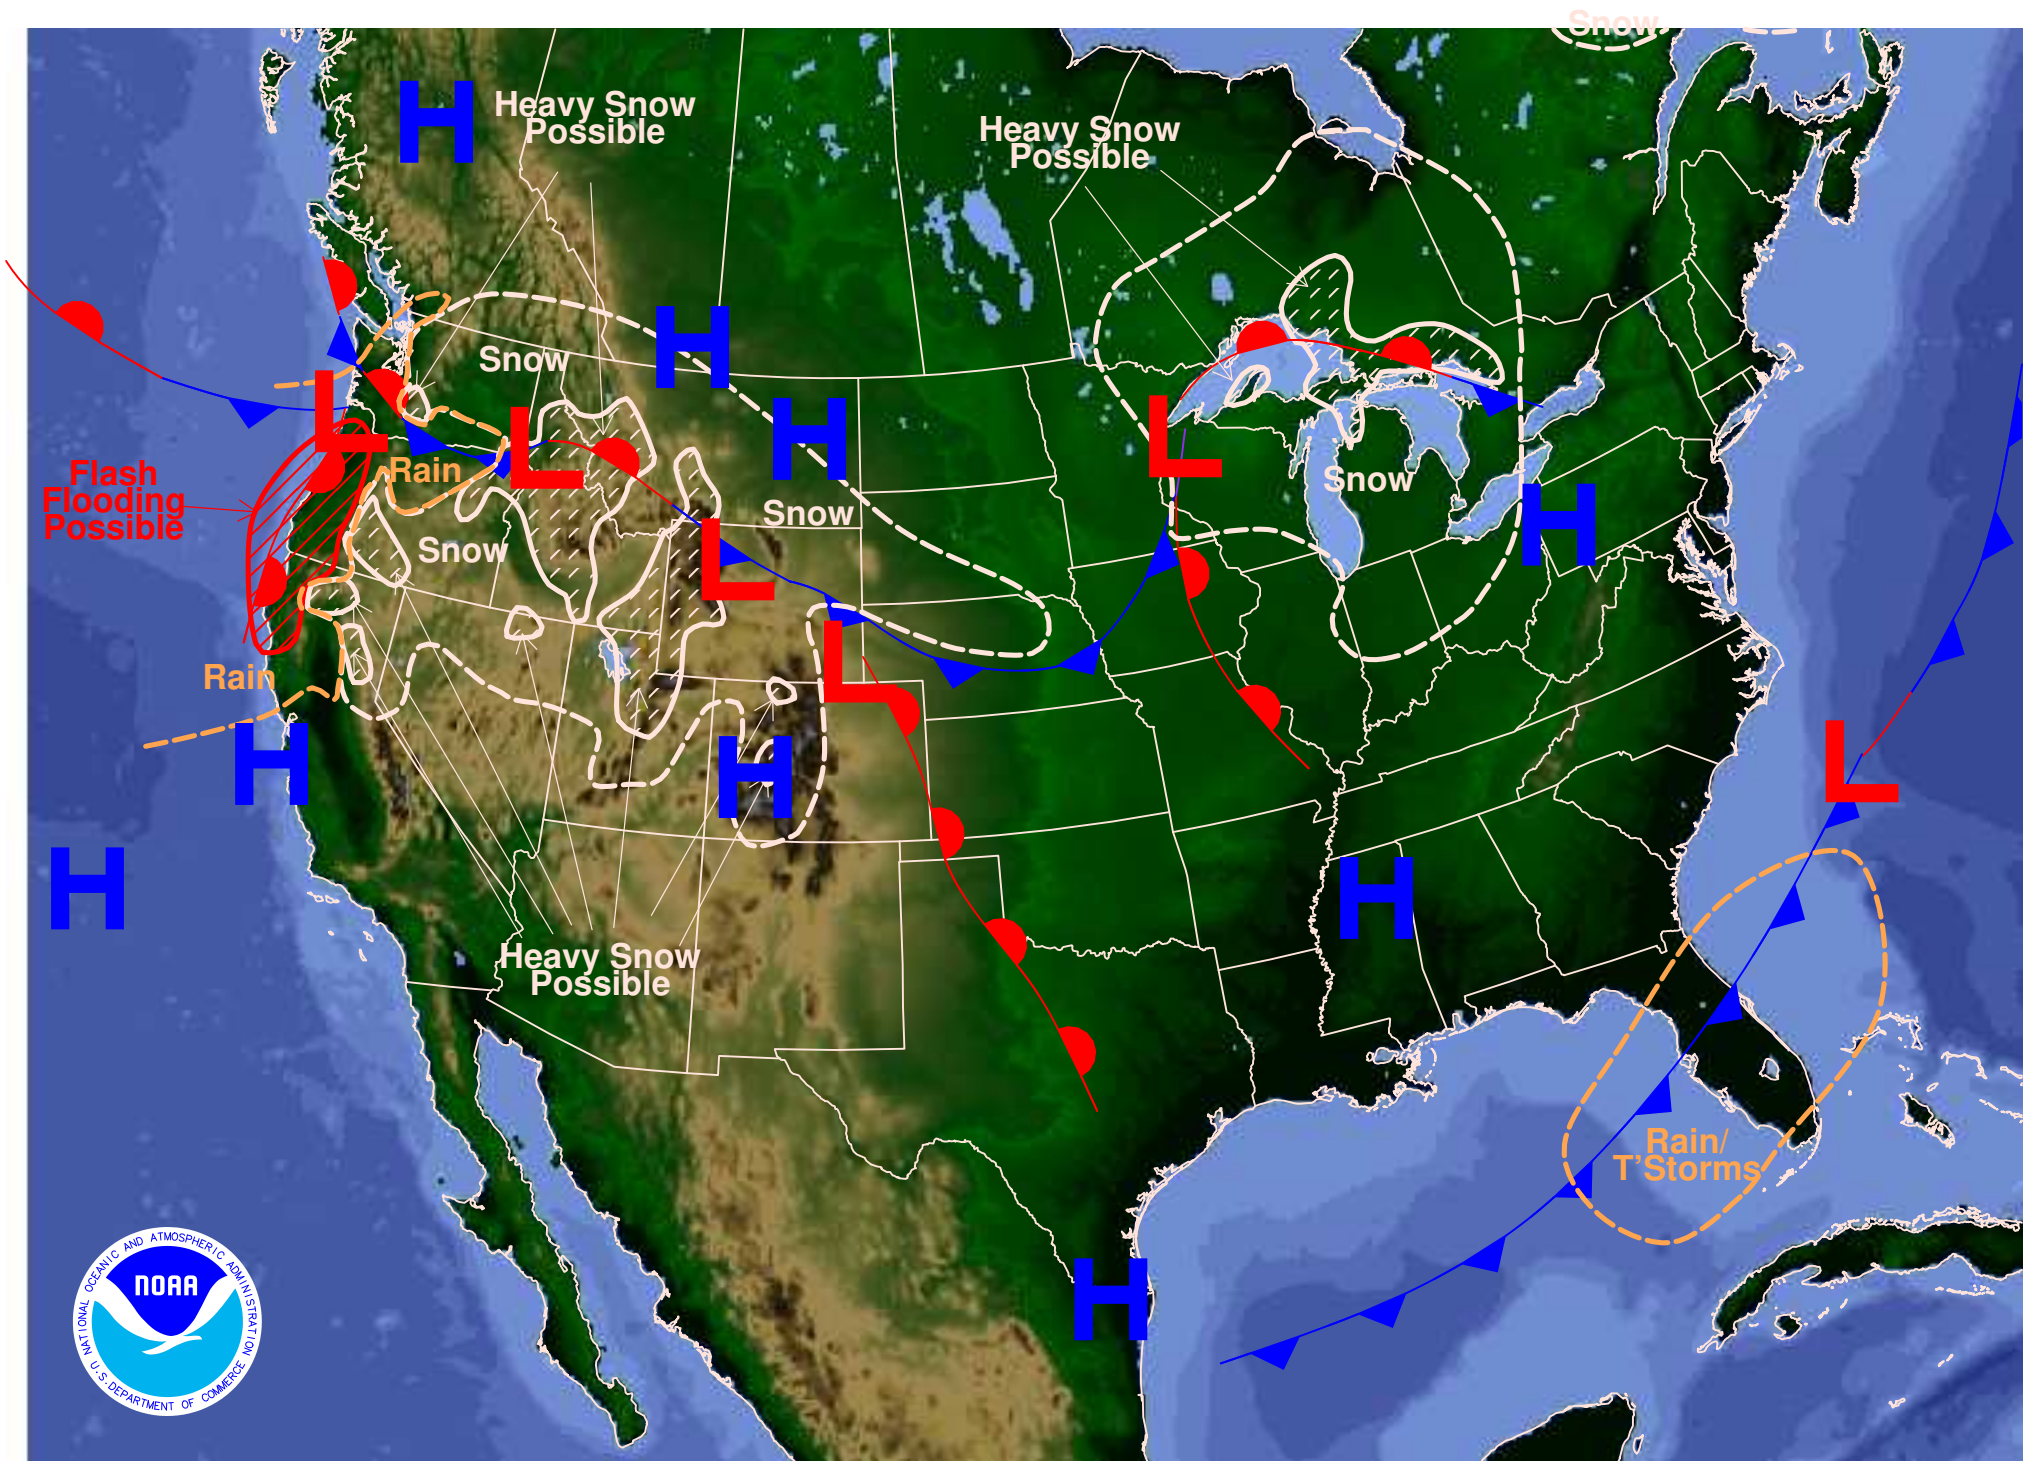 Snow
H
Heavy Snow
Possible
Heavy Snow
Possible
H
Snow
H
L
L
L
Snow
Rain
Flash
Flooding
Possible
H
Snow
Snow
L
L
Rain
H
H
L
H
H
H
Heavy Snow
Possible
Rain/
T'Storms
H
NATIONAL OCEANIC AND ATMOSPHERIC ADMINISTRATION
NOAA
U.S. DEPARTMENT OF COMMERCE